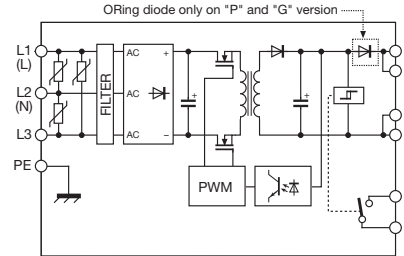 ORing diode only on "P" and "G" version
L1
(L)
L2
(N)
L3
PE
FILTER
AC
AC
AC
+
−
+
+
PWM